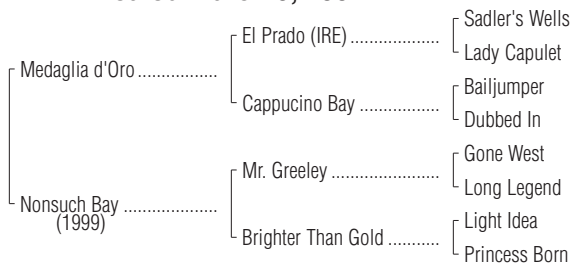 Sadler's Wells
El Prado (IRE) ...................
Lady Capulet
Medaglia d'Oro .................
Bailjumper
Cappucino Bay .................
Dubbed In
Gone West
Mr. Greeley .......................
Long Legend
Nonsuch Bay ....................
(1999)
Light Idea
Brighter Than Gold ...........
Princess Born